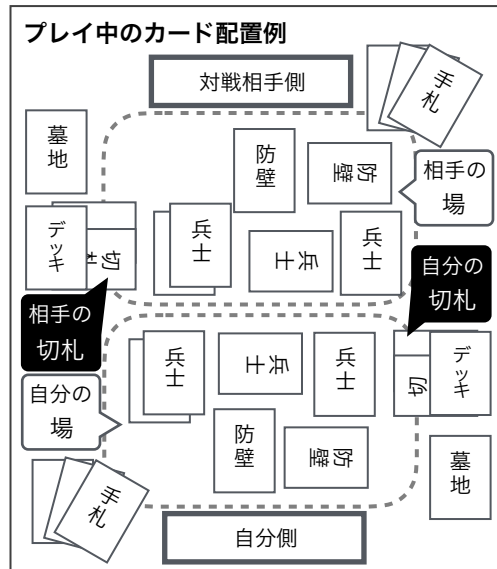 プレイ中のカード配置例
対戦相手側
手札
墓地
防壁
防壁
相手の
場
デッキ
切札
兵士
兵士
兵士
自分の
切札
相手の
切札
兵士
兵士
兵士
切
デッキ
自分の
場
防壁
防壁
墓地
手札
自分側